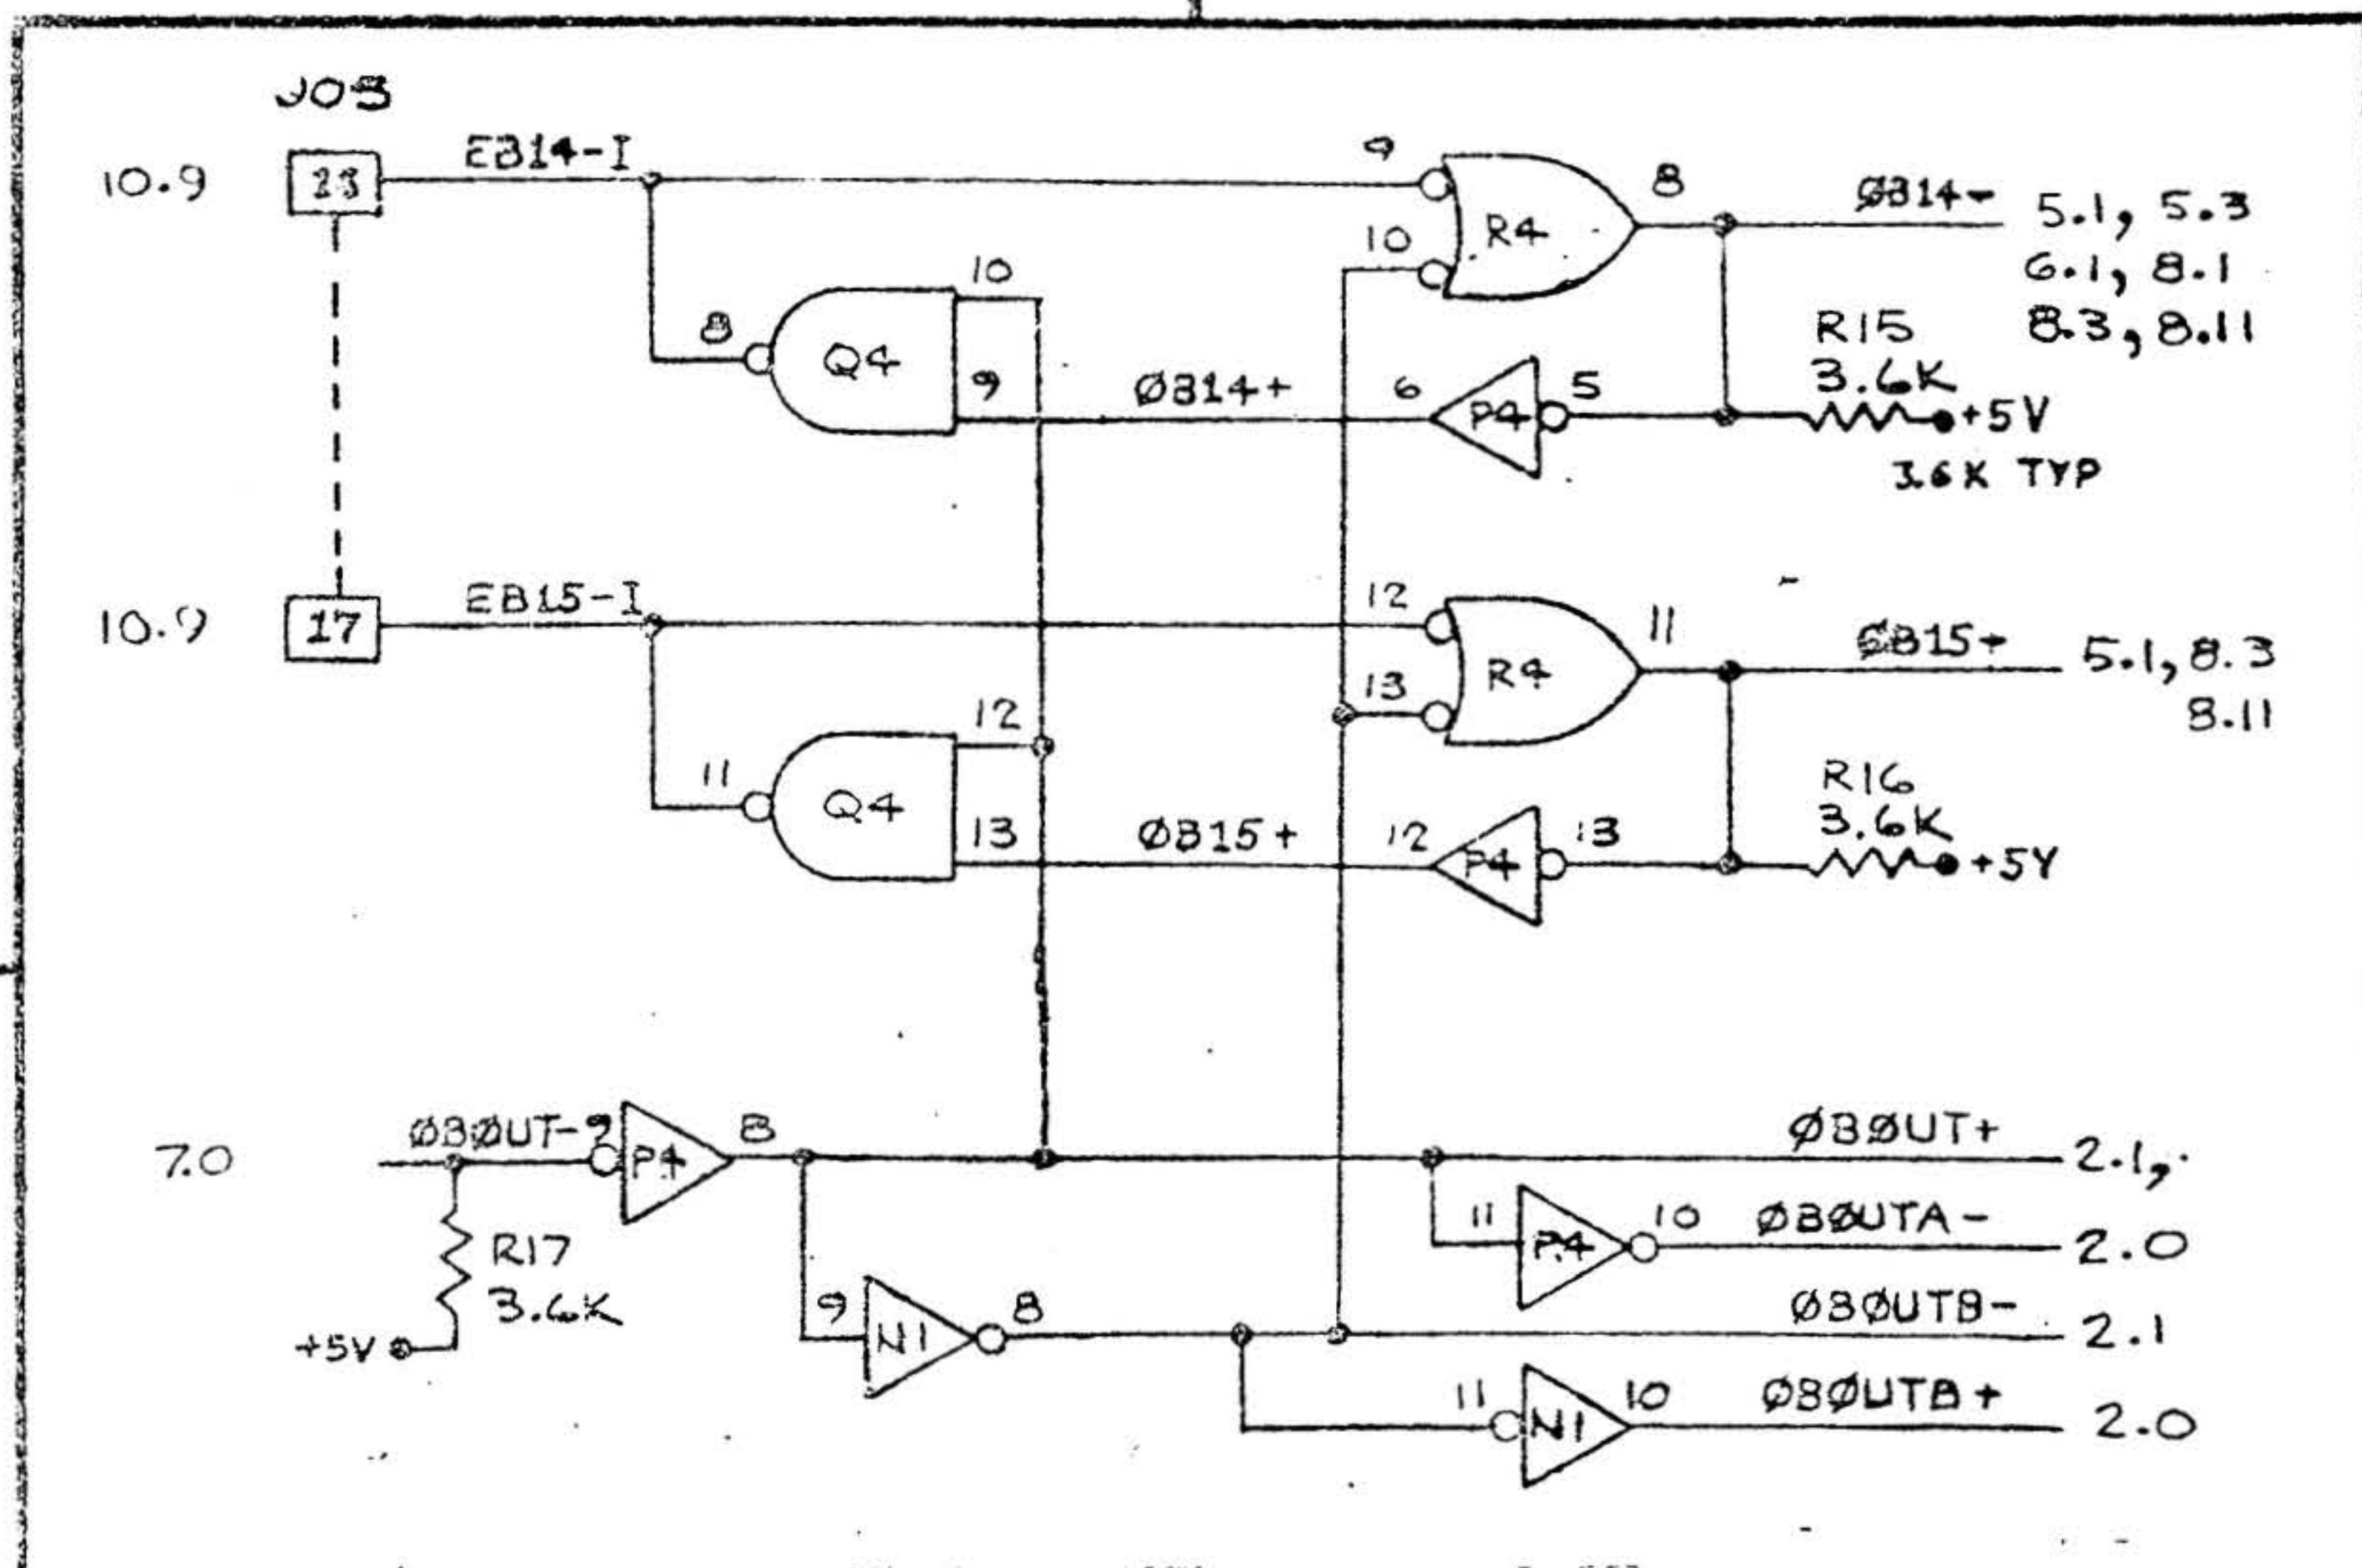 J03
10.9
23
EB14-I
9
10
R4
8
ØB14-
5.1, 5.3
6.1, 8.1
8.3, 8.11
10
8
Q4
9
ØB14+
6
P4
5
R15
3.6K
+5V
3.6K TYP
10.9
17
EB15-I
12
13
R4
11
ØB15+
5.1, 8.3
8.11
12
11
Q4
13
ØB15+
12
P4
13
R16
3.6K
+5V
7.0
ØBØUT-
9
P4
8
ØBØUT+
2.1,
R17
3.6K
+5V
11
P4
10
ØBØUTA-
2.0
9
N1
8
ØBØUTB-
2.1
11
N1
10
ØBØUTB+
2.0